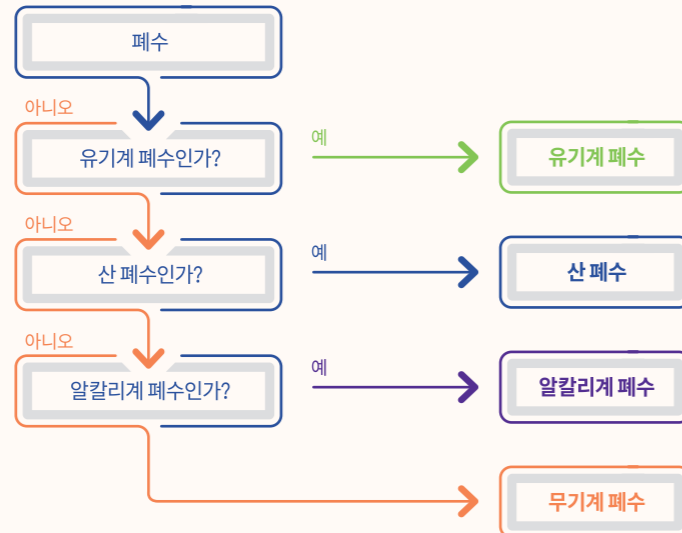 폐수
아니오
유기계 폐수인가?
예
유기계 폐수
아니오
산 폐수인가?
예
산 폐수
아니오
알칼리계 폐수인가?
예
알칼리계 폐수
무기계 폐수